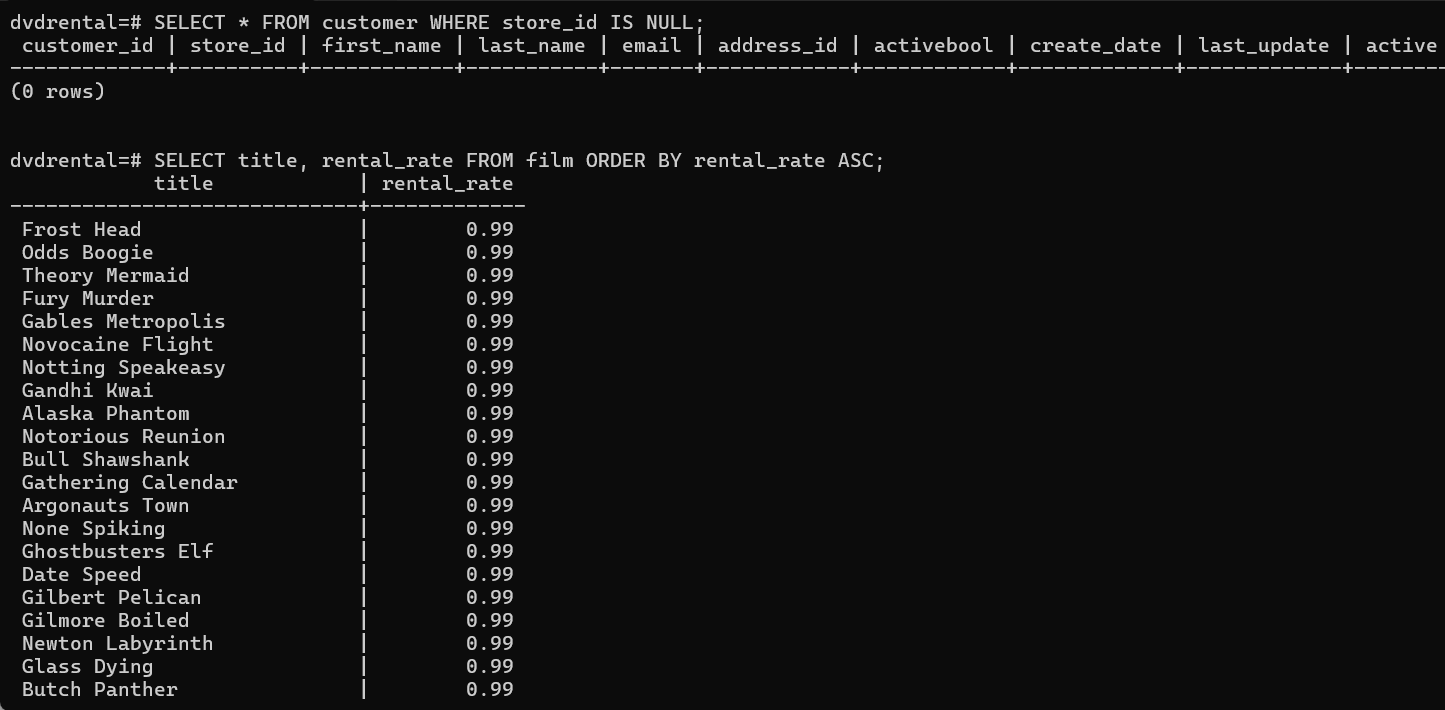 dvdrental=# SELECT * FROM customer WHERE store_id IS NULL;
 customer_id | store_id | first_name | last_name | email | address_id | activebool | create_date | last_update | active
-------------+----------+------------+-----------+-------+------------+------------+-------------+-------------+--------
(0 rows)
dvdrental=# SELECT title, rental_rate FROM film ORDER BY rental_rate ASC;
            title            | rental_rate
-----------------------------+-------------
 Frost Head                  |        0.99
 Odds Boogie                 |        0.99
 Theory Mermaid              |        0.99
 Fury Murder                 |        0.99
 Gables Metropolis           |        0.99
 Novocaine Flight            |        0.99
 Notting Speakeasy           |        0.99
 Gandhi Kwai                 |        0.99
 Alaska Phantom              |        0.99
 Notorious Reunion           |        0.99
 Bull Shawshank              |        0.99
 Gathering Calendar          |        0.99
 Argonauts Town              |        0.99
 None Spiking                |        0.99
 Ghostbusters Elf            |        0.99
 Date Speed                  |        0.99
 Gilbert Pelican             |        0.99
 Gilmore Boiled              |        0.99
 Newton Labyrinth            |        0.99
 Glass Dying                 |        0.99
 Butch Panther               |        0.99